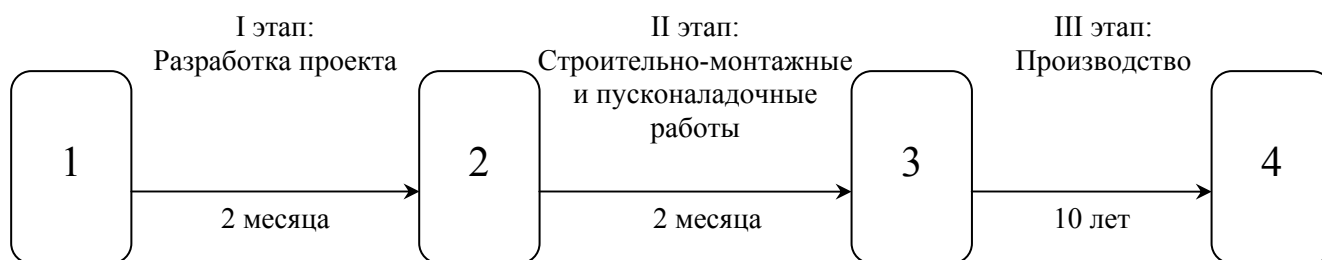 I этап:
Разработка проекта
II этап:
Строительно-монтажные
и пусконаладочные
работы
III этап:
Производство
1
2
3
4
2 месяца
2 месяца
10 лет